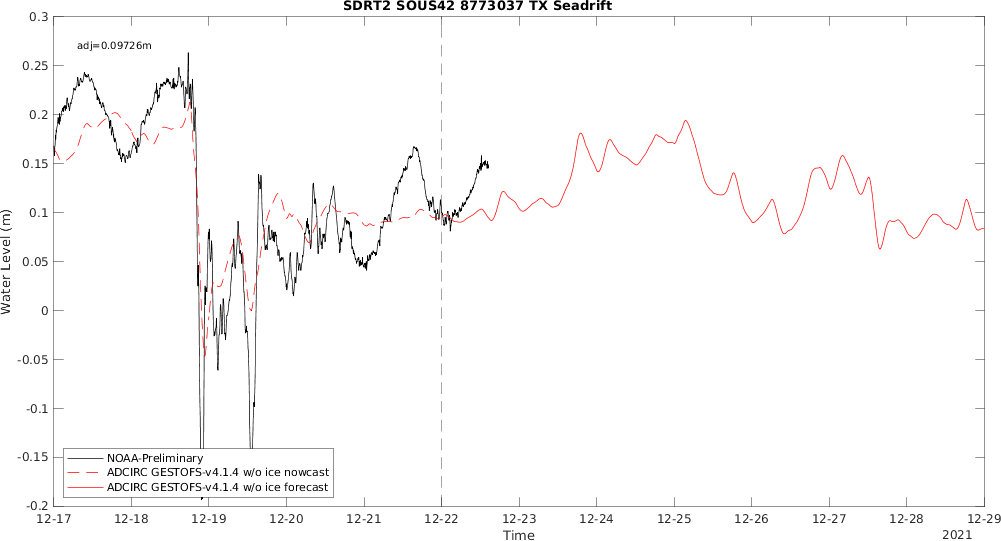 SDRT2 SOUS42 8773037 TX Seadrift
adj=0.09726m
0.3
0.25
0.2
0.15
0.1
0.05
0
-0.05
-0.1
-0.15
-0.2
Water Level (m)
NOAA-Preliminary
ADCIRC GESTOFS-v4.1.4 w/o ice nowcast
ADCIRC GESTOFS-v4.1.4 w/o ice forecast
12-17 12-18 12-19 12-20 12-21 12-22 12-23 12-24 12-25 12-26 12-27 12-28 12-29
Time
2021